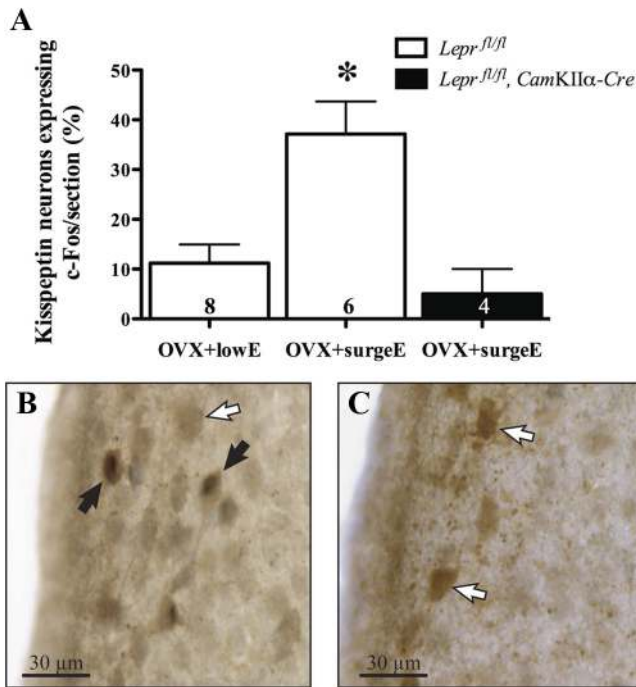 A
Lepr fl/fl
Lepr fl/fl, CamKIIα-Cre
Kisspeptin neurons expressing
c-Fos/section (%)
50
40
30
20
10
0
*
8
6
4
OVX+lowE
OVX+surgeE
OVX+surgeE
B
30 µm
C
30 µm